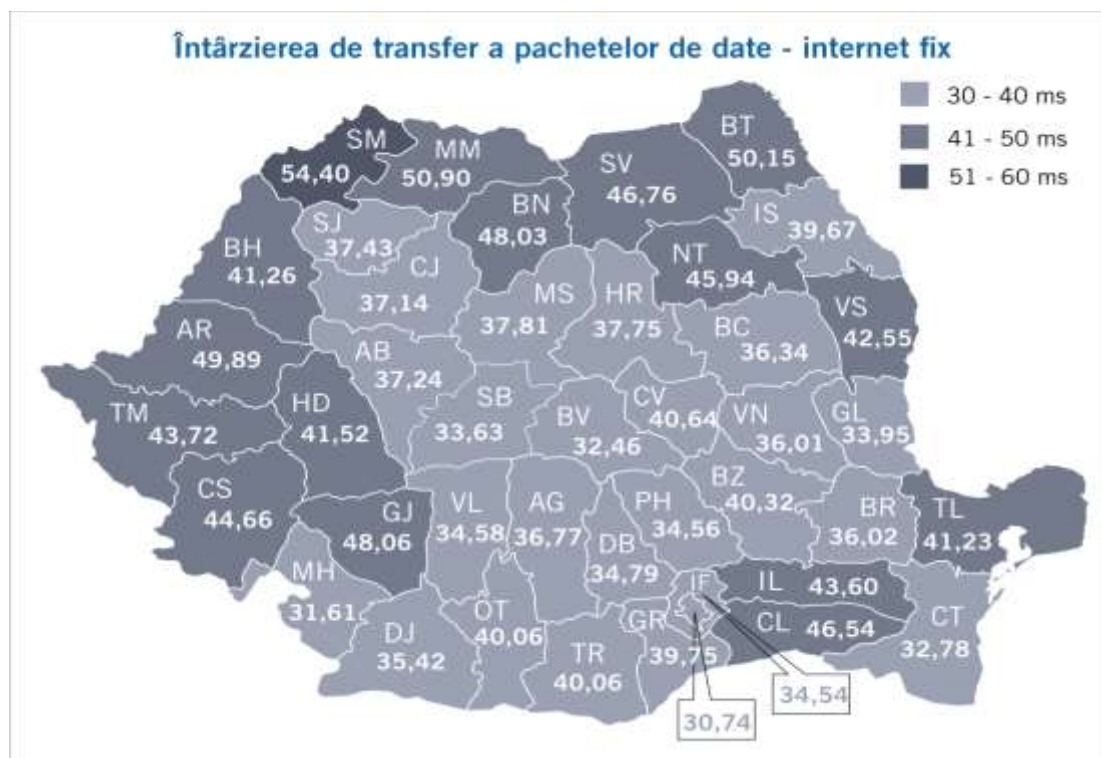 Întârzierea de transfer a pachetelor de date - internet fix
30 - 40 ms
41 - 50 ms
51 - 60 ms
SM
54,40
MM
50,90
SV
46,76
BT
50,15
IS
39,67
BN
48,03
SJ
37,43
CJ
37,14
BH
41,26
NT
45,94
MS
37,81
HR
37,75
BC
36,34
VS
42,55
AR
49,89
AB
37,24
TM
43,72
HD
41,52
SB
33,63
BV
32,46
CV
40,64
VN
36,01
GL
33,95
CS
44,66
GJ
48,06
VL
34,58
AG
36,77
PH
34,56
BZ
40,32
BR
36,02
TL
41,23
DB
34,79
MH
31,61
IF
IL
43,60
DJ
35,42
OT
40,06
TR
40,06
GR
39,75
CL
46,54
CT
32,78
34,54
30,74